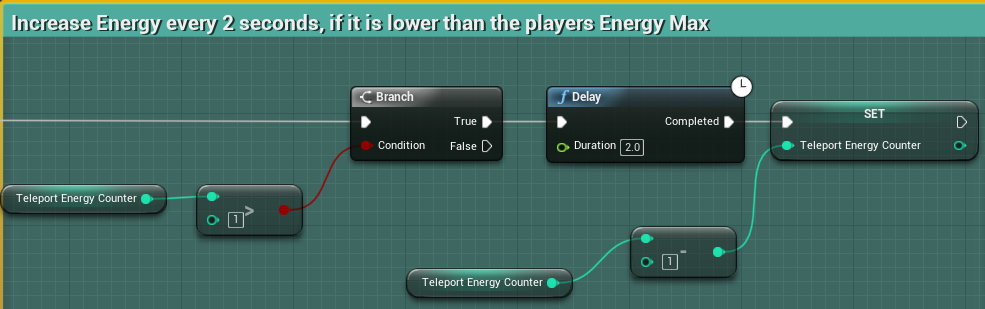 Increase Energy every 2 seconds, if it is lower than the players Energy Max
Branch
True
Condition
False
Delay
Completed
Duration 2.0
SET
Teleport Energy Counter
Teleport Energy Counter
1 >
Teleport Energy Counter
1 -